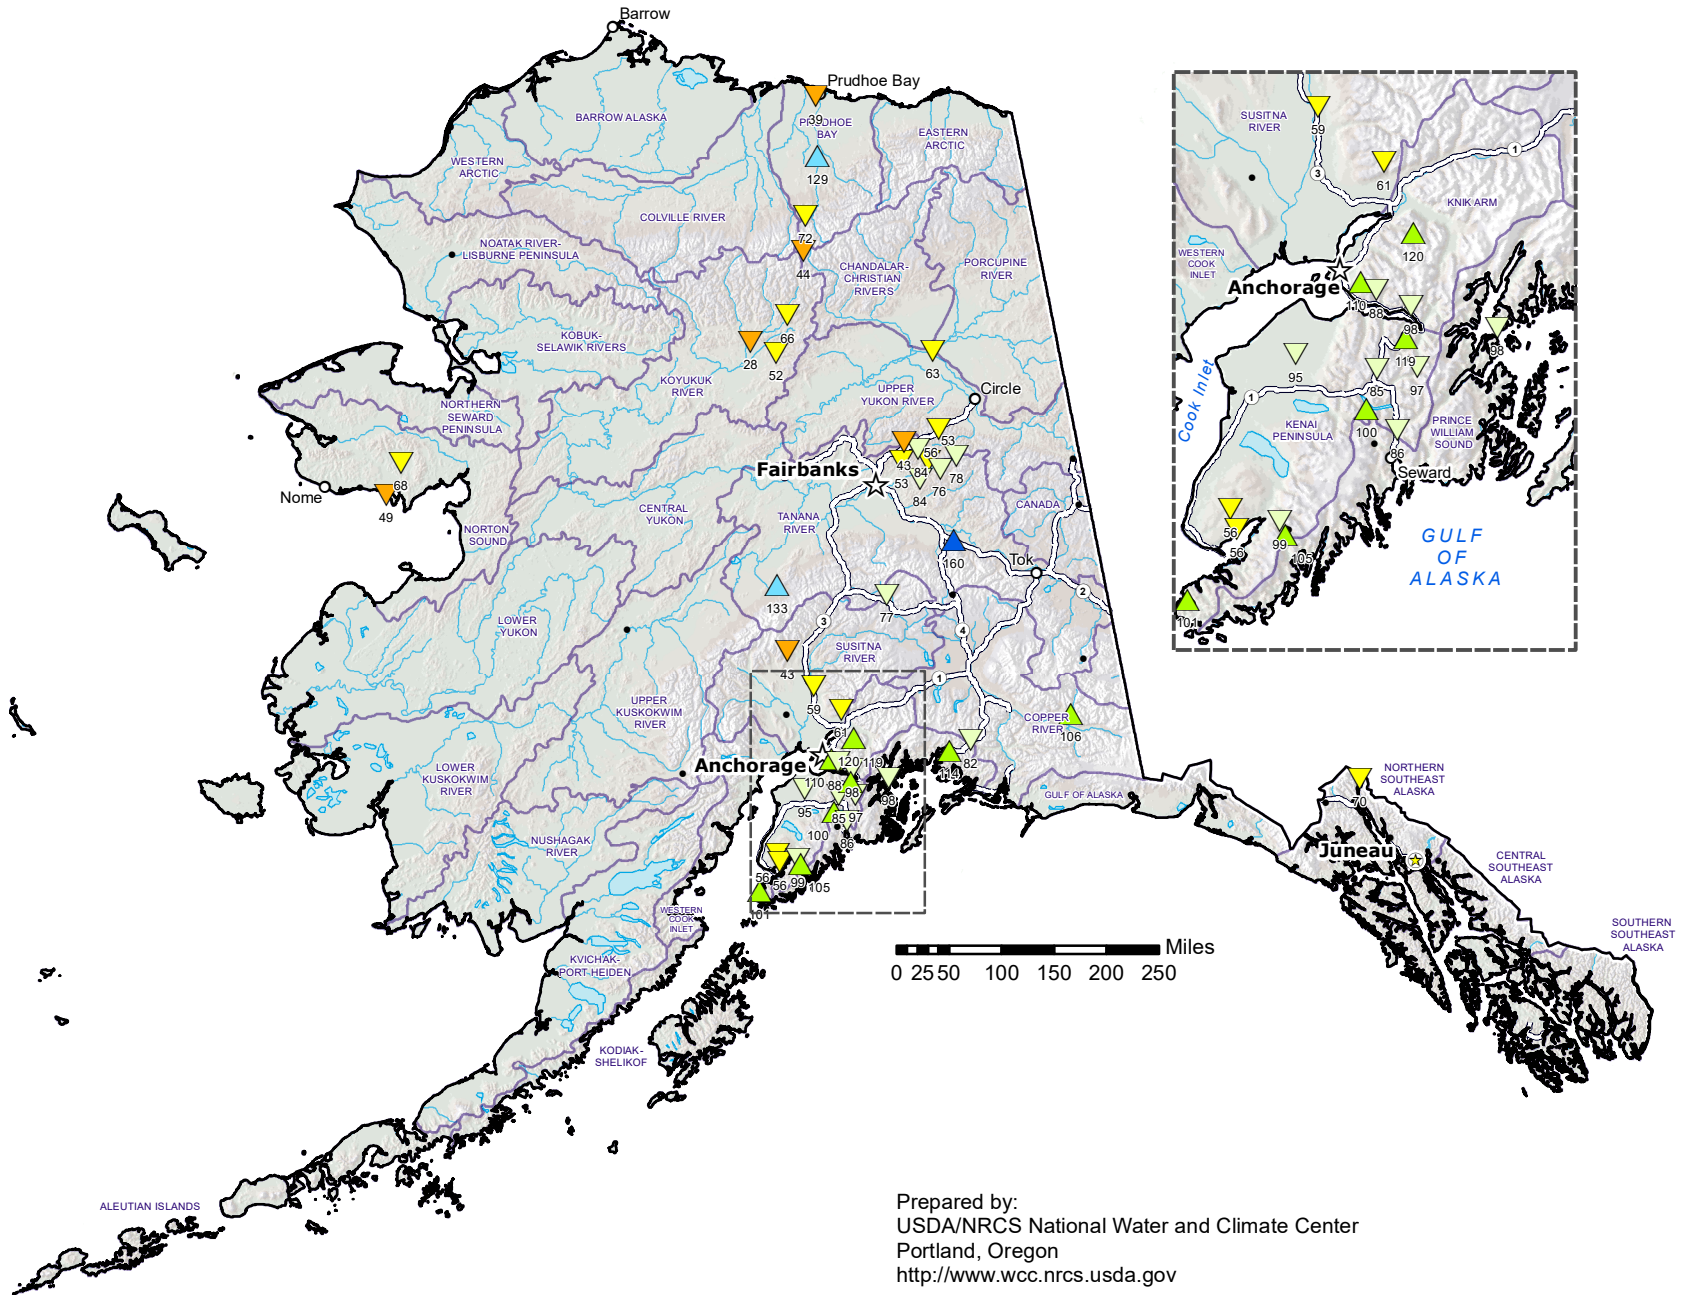 Barrow
Prudhoe Bay
39
PRUDHOE
BAY
BARROW ALASKA
EASTERN
ARCTIC
WESTERN
ARCTIC
129
COLVILLE RIVER
72
44
NOATAK RIVER-
LISBURNE PENINSULA
CHANDALAR-
CHRISTIAN
RIVERS
PORCUPINE
RIVER
KOBUK-
SELAWIK RIVERS
66
28
52
63
KOYUKUK
RIVER
UPPER
YUKON RIVER
Circle
NORTHERN
SEWARD
PENINSULA
53
43
56
84
53
78
76
84
Fairbanks
68
Nome
49
NORTON
SOUND
CENTRAL
YUKON
TANANA
RIVER
CANADA
160
Tok
2
133
77
3
4
LOWER
YUKON
SUSITNA
RIVER
43
1
59
61
UPPER
KUSKOKWIM
RIVER
COPPER
RIVER
106
82
114
Anchorage
120
119
110
88
98
98
95
85
97
100
86
LOWER
KUSKOKWIM
RIVER
GULF OF ALASKA
NUSHAGAK
RIVER
56
56
99
105
101
WESTERN
COOK
INLET
KVICHAK-
PORT HEIDEN
KODIAK-
SHELIKOF
ALEUTIAN ISLANDS
70
NORTHERN
SOUTHEAST
ALASKA
Juneau
CENTRAL
SOUTHEAST
ALASKA
SOUTHERN
SOUTHEAST
ALASKA
Miles
0 25 50 100 150 200 250
SUSITNA
RIVER
59
1
3
61
KNIK ARM
WESTERN
COOK
INLET
120
Anchorage
110
88
98
98
119
95
85
97
Cook Inlet
1
KENAI
PENINSULA
100
PRINCE
WILLIAM
SOUND
86
Seward
56
56
99
105
101
GULF
OF
ALASKA
Prepared by:
USDA/NRCS National Water and Climate Center
Portland, Oregon
http://www.wcc.nrcs.usda.gov